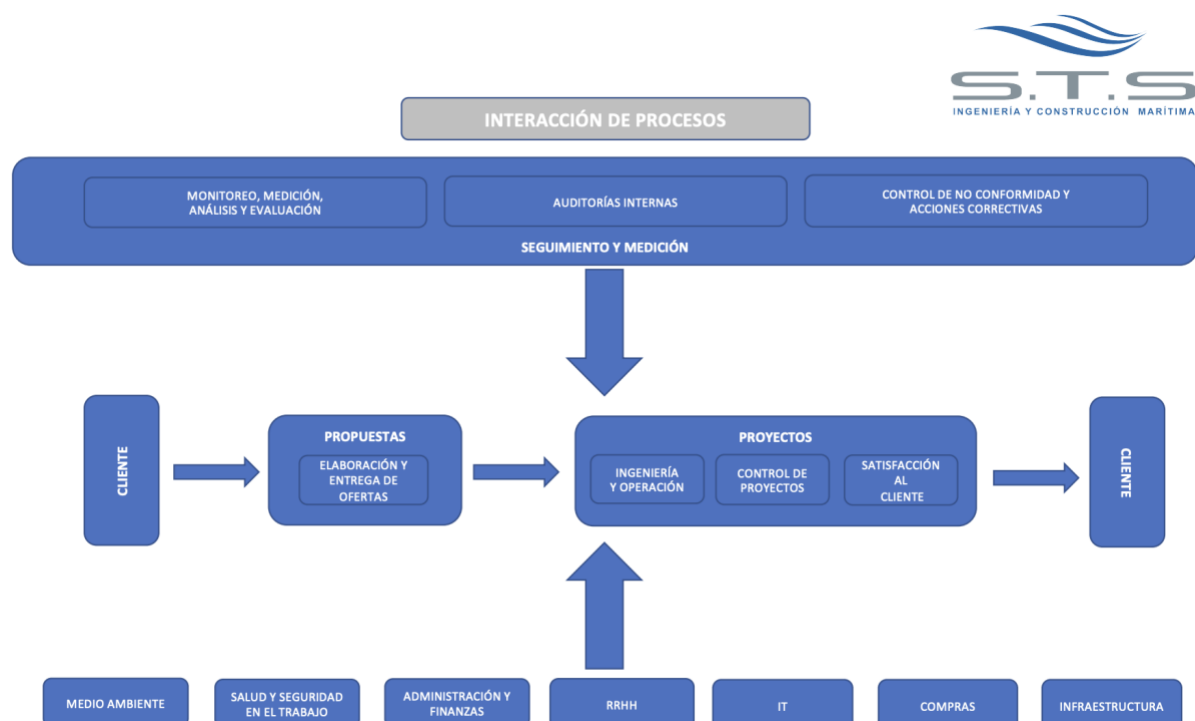 S.T.S
INGENIERÍA Y CONSTRUCCIÓN MARÍTIMA
INTERACCIÓN DE PROCESOS
MONITOREO, MEDICIÓN,
ANÁLISIS Y EVALUACIÓN
AUDITORÍAS INTERNAS
CONTROL DE NO CONFORMIDAD Y
ACCIONES CORRECTIVAS
SEGUIMIENTO Y MEDICIÓN
CLIENTE
PROPUESTAS
ELABORACIÓN Y
ENTREGA DE
OFERTAS
PROYECTOS
INGENIERÍA
Y OPERACIÓN
CONTROL DE
PROYECTOS
SATISFACCIÓN
AL
CLIENTE
CLIENTE
MEDIO AMBIENTE
SALUD Y SEGURIDAD
EN EL TRABAJO
ADMINISTRACIÓN Y
FINANZAS
RRHH
IT
COMPRAS
INFRAESTRUCTURA